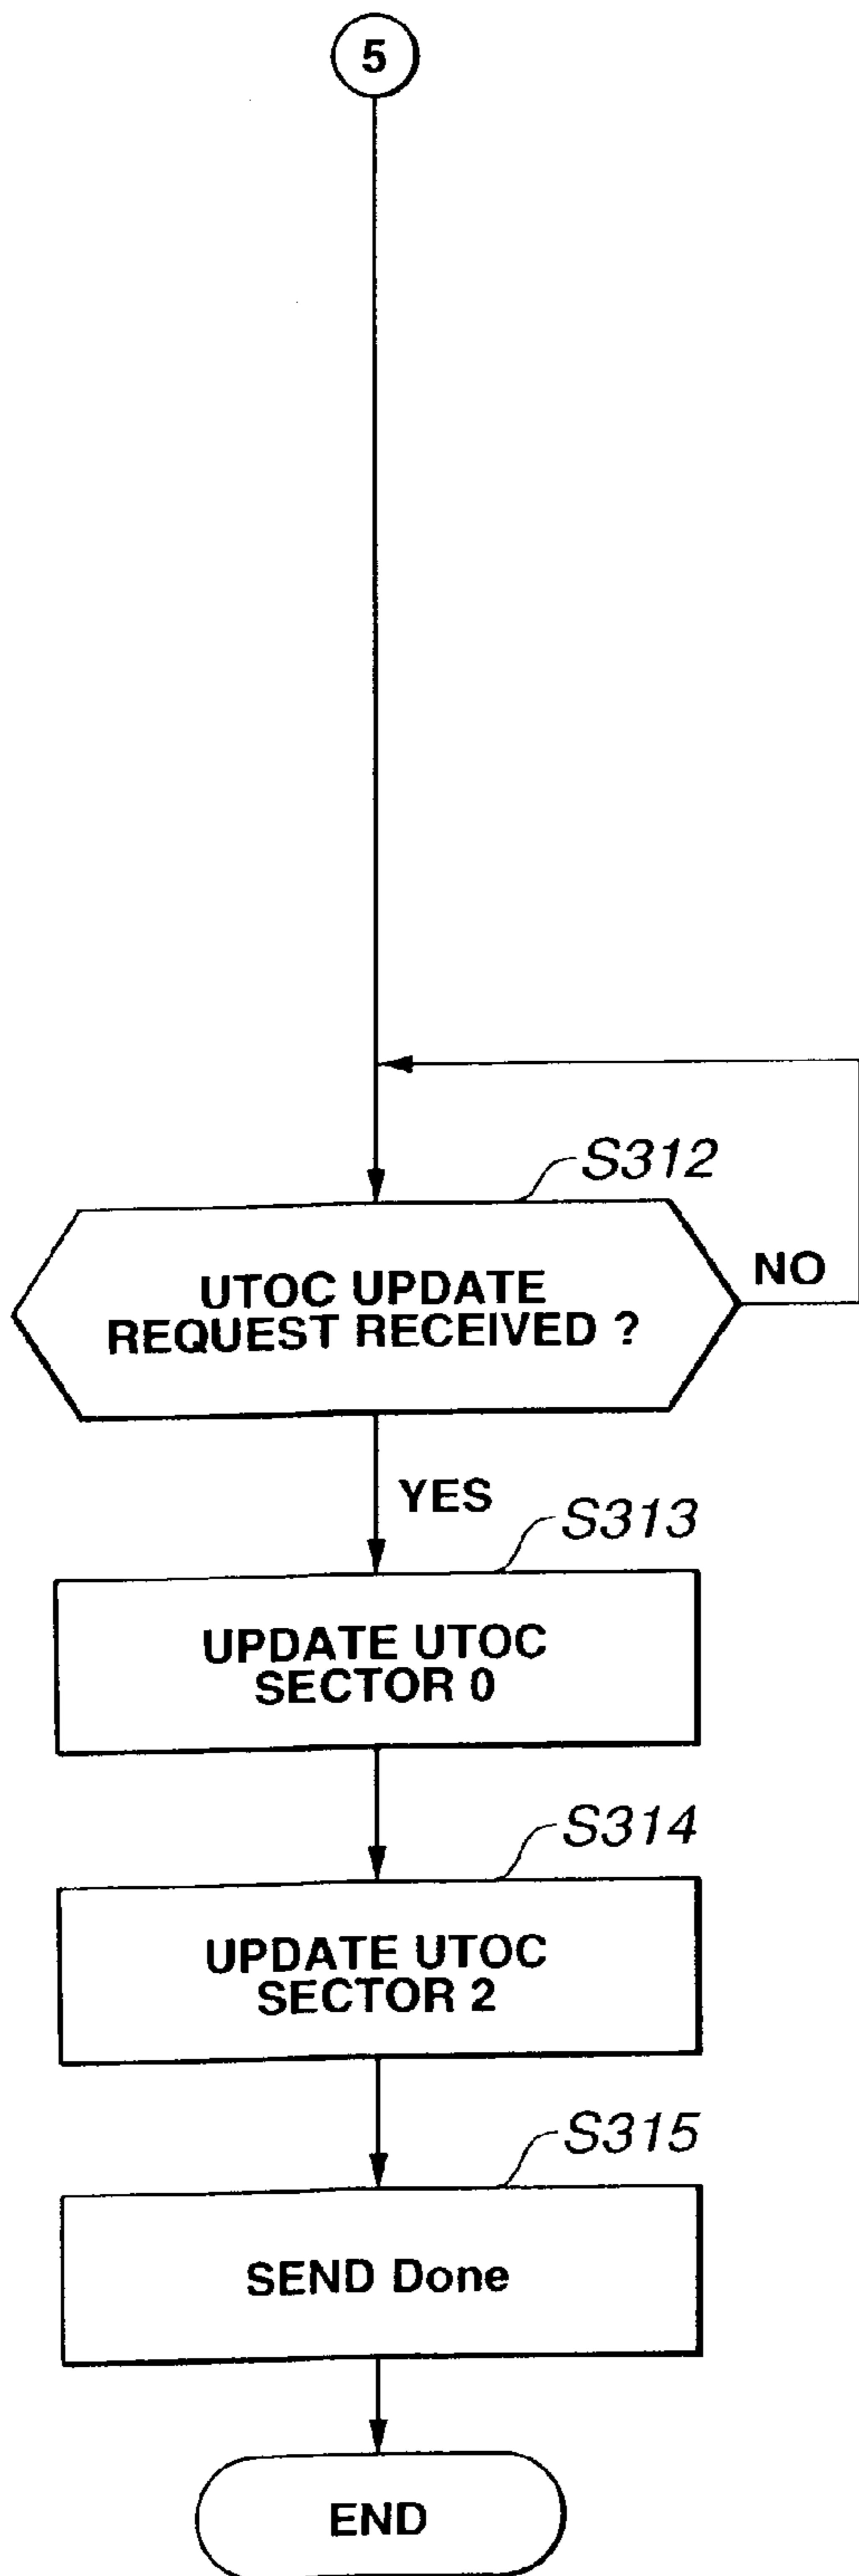 5
S312
UTOC UPDATE
REQUEST RECEIVED ?
NO
YES
S313
UPDATE UTOC
SECTOR 0
S314
UPDATE UTOC
SECTOR 2
S315
SEND Done
END